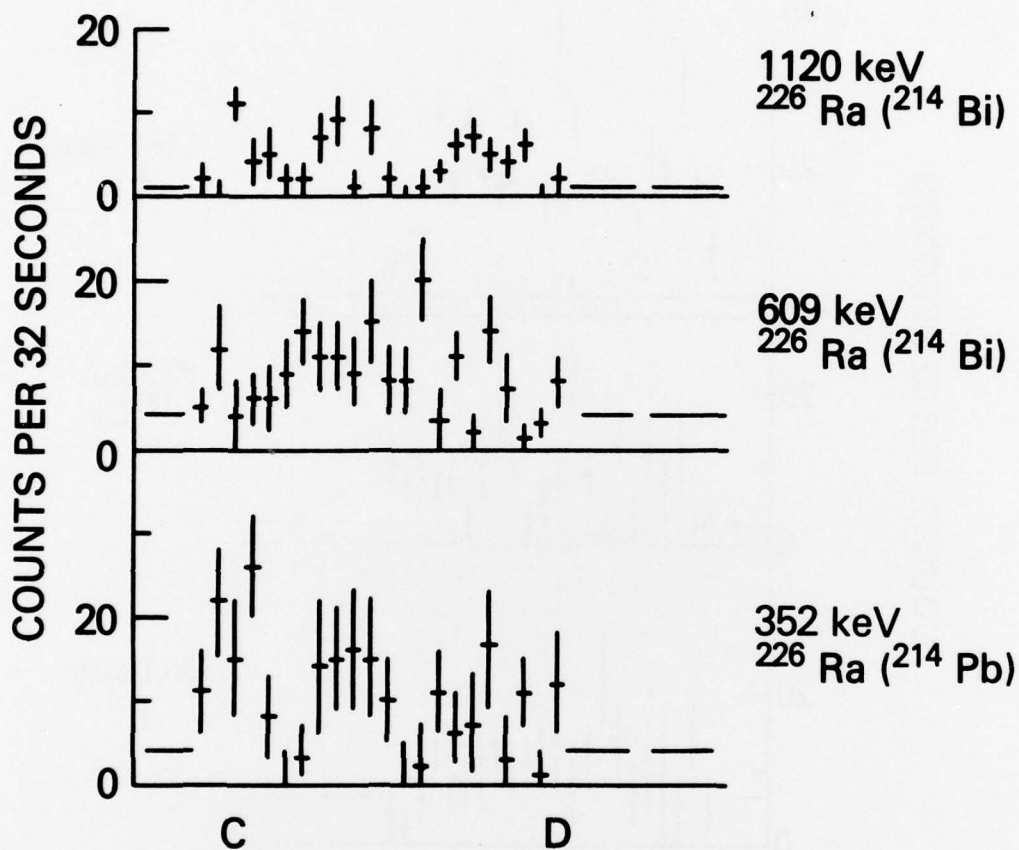 COUNTS PER 32 SECONDS
20
0
1120 keV
226 Ra (214 Bi)
20
0
609 keV
226 Ra (214 Bi)
20
0
352 keV
226 Ra (214 Pb)
C D